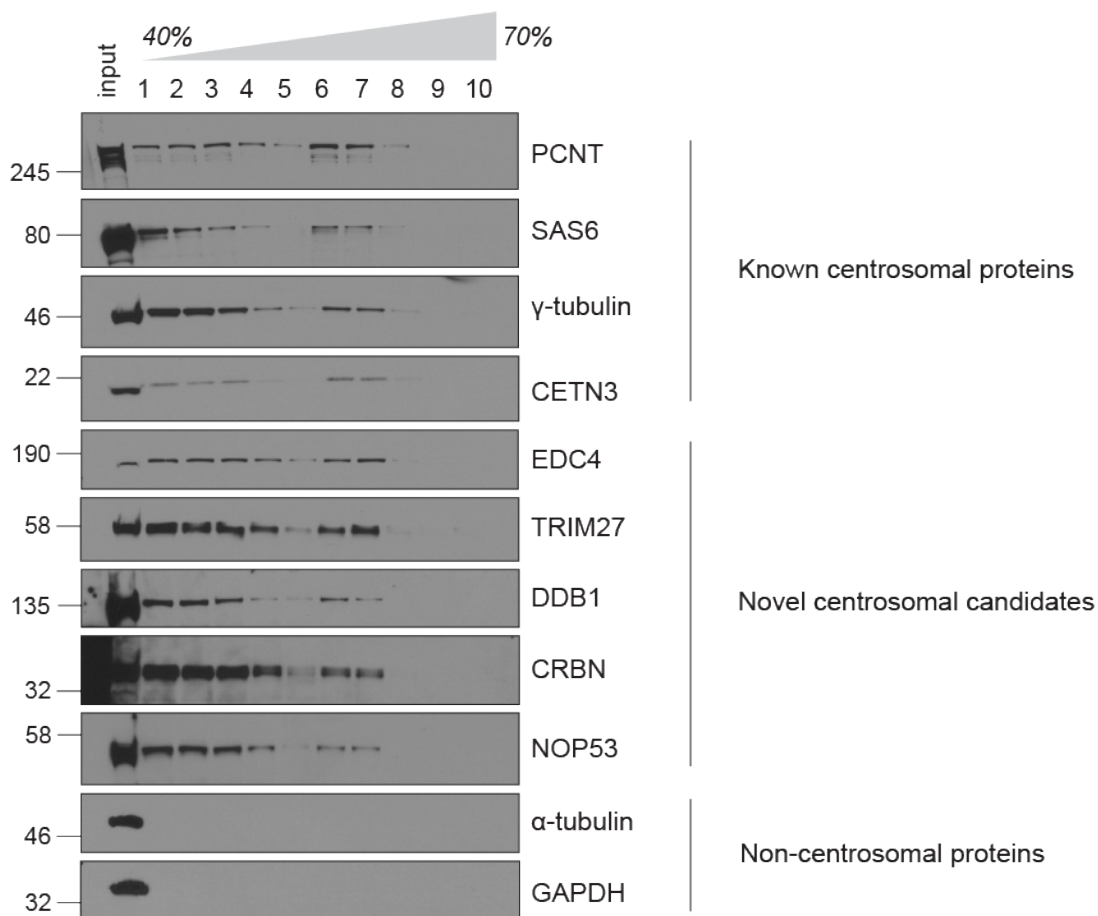 40% 70%
input 1 2 3 4 5 6 7 8 9 10
245 PCNT
80 SAS6
46 γ-tubulin
22 CETN3
Known centrosomal proteins
190 EDC4
58 TRIM27
135 DDB1
32 CRBN
58 NOP53
Novel centrosomal candidates
46 α-tubulin
32 GAPDH
Non-centrosomal proteins